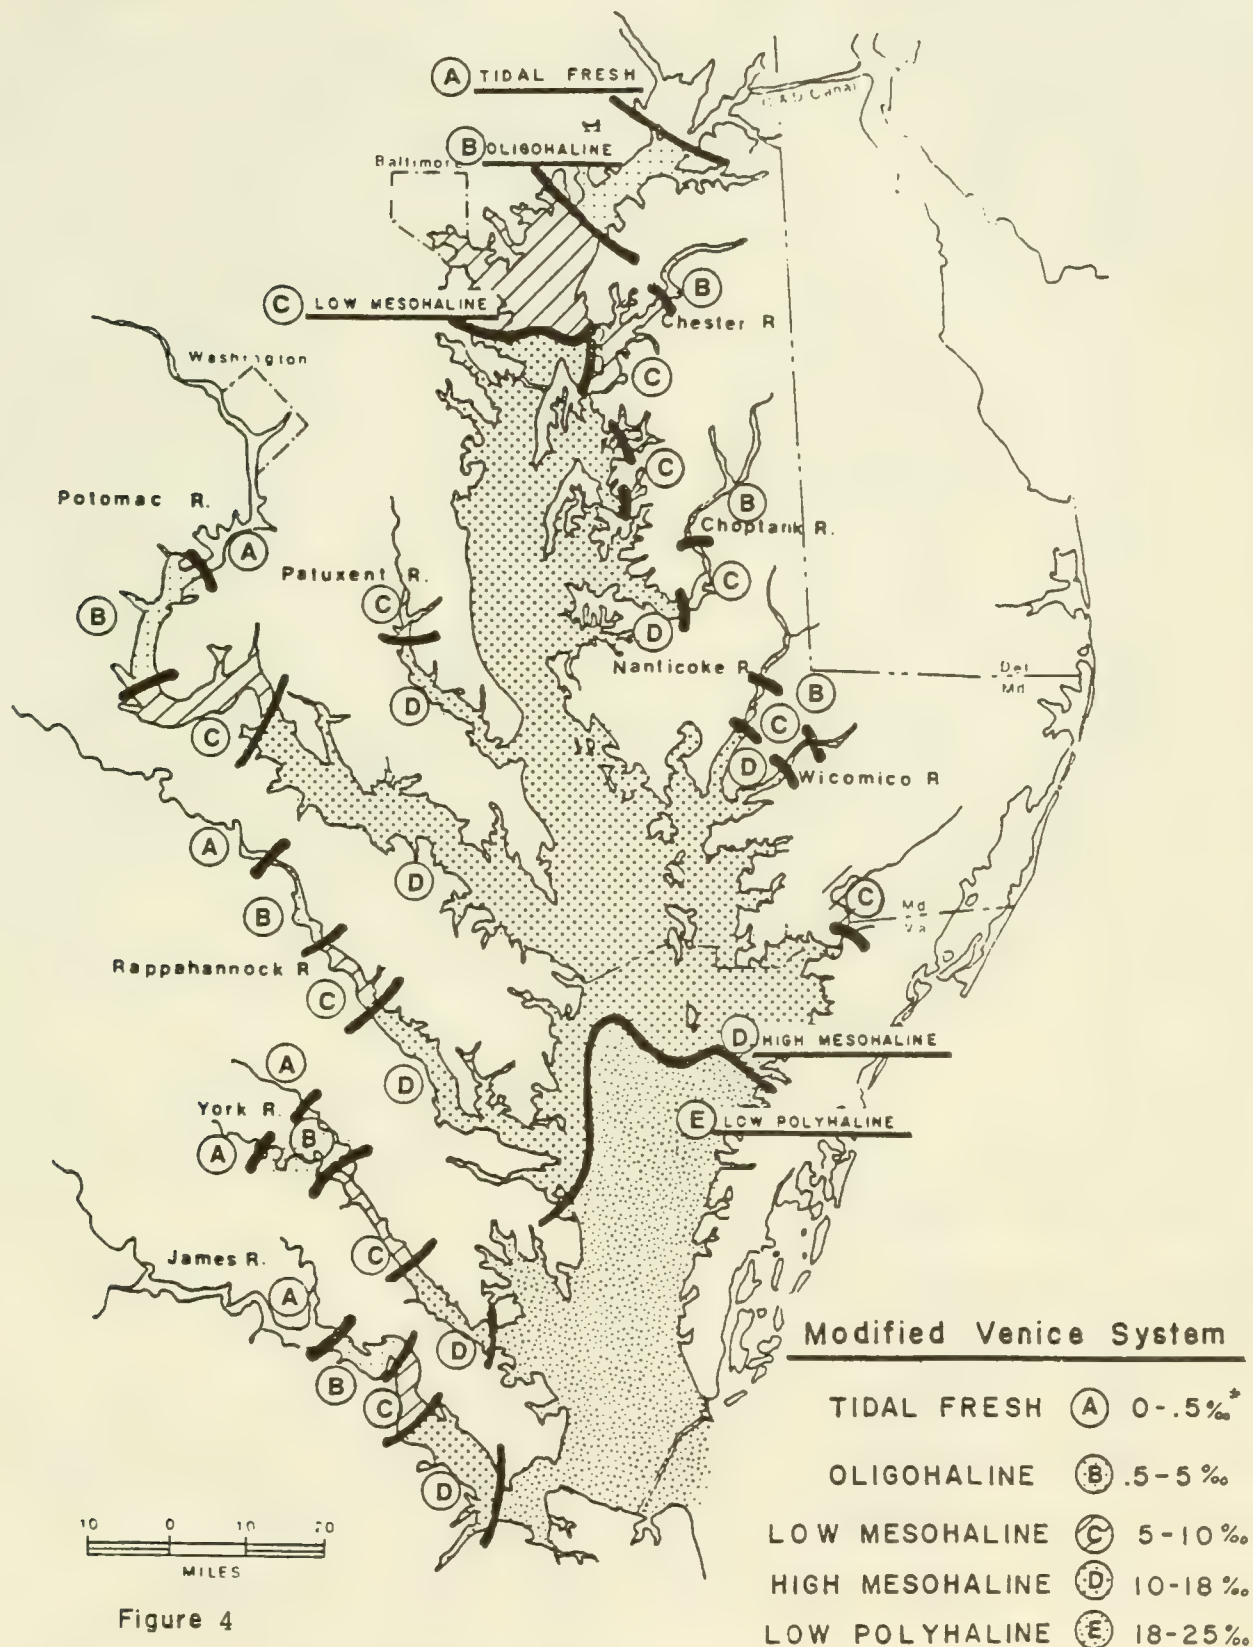 A TIDAL FRESH
C & D Canal
B OLIGOHALINE
Baltimore
B
C LOW MESOHALINE
Chester R
Washington
C
C
Potomac R.
B
Choptank R.
A
Patuxent R.
C
C
B
D
Nanticoke R
Del
Md
B
D
C
C
D
Wicomico R
A
D
C
Md
Va
B
Rappahannock R
C
D HIGH MESOHALINE
A
D
York R.
B
E LOW POLYHALINE
A
C
James R.
A
D
B
C
D
Modified Venice System
TIDAL FRESH A 0-.5‰*
OLIGOHALINE B .5-5‰
LOW MESOHALINE C 5-10‰
HIGH MESOHALINE D 10-18‰
LOW POLYHALINE E 18-25‰
10 0 10 20
MILES
Figure 4